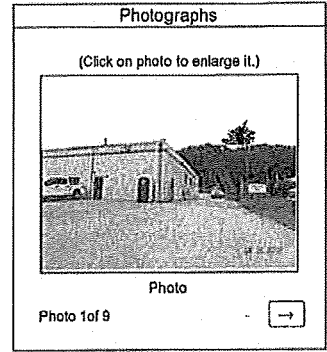 Photographs
(Click on photo to enlarge it.)
Photo
Photo 1of 9
→